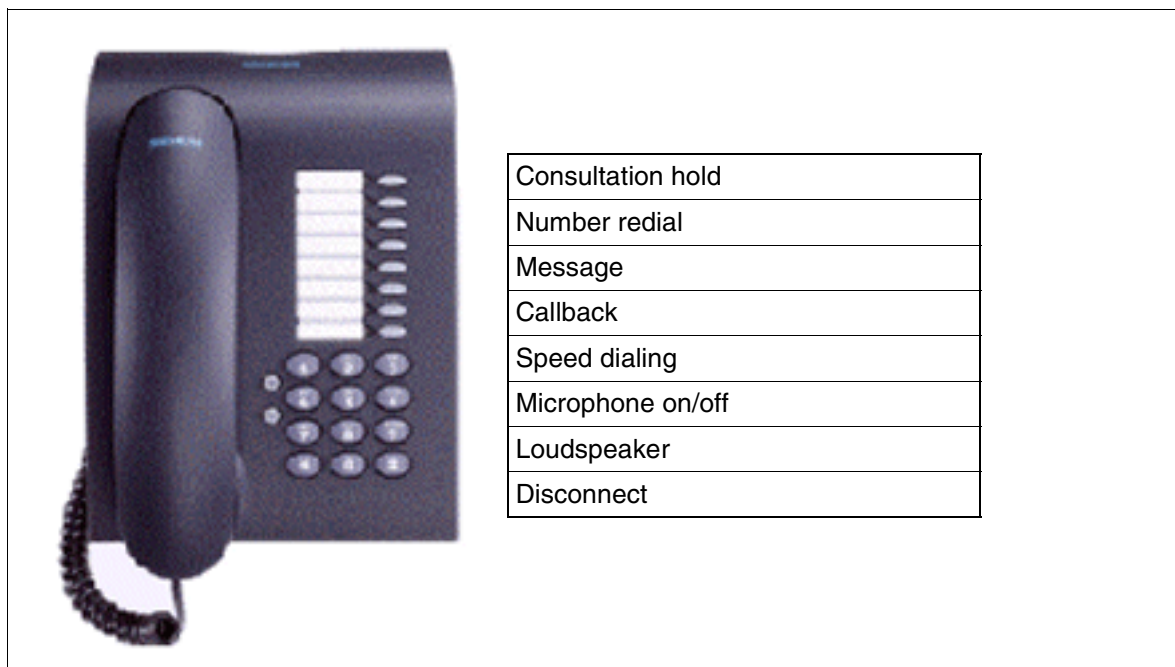 Consultation hold
Number redial
Message
Callback
Speed dialing
Microphone on/off
Loudspeaker
Disconnect